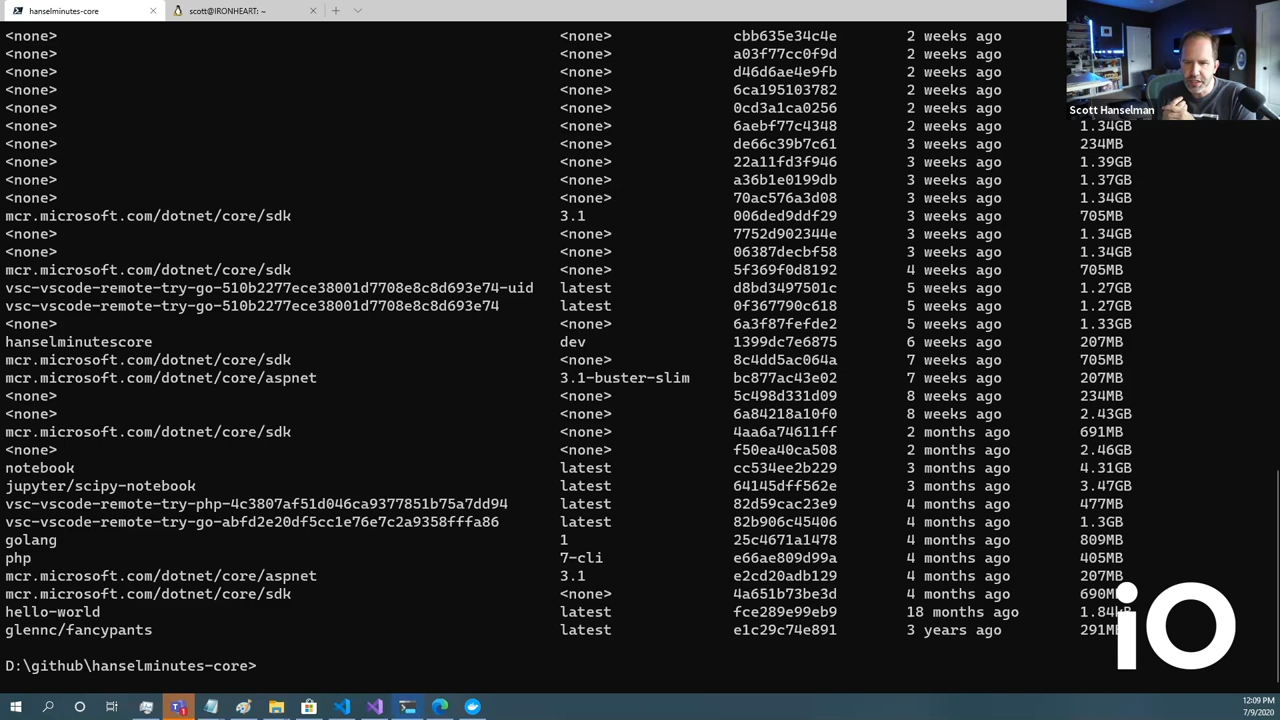 hanselminutes-core
scott@IRONHEART: ~
<none> <none> cbb635e34c4e 2 weeks ago
<none> <none> a03f77cc0f9d 2 weeks ago
<none> <none> d46d6ae4e9fb 2 weeks ago
<none> <none> 6ca195103782 2 weeks ago
<none> <none> 0cd3a1ca0256 2 weeks ago
Scott Hanselman
<none> <none> 6aebf77c4348 2 weeks ago 1.34GB
<none> <none> de66c39b7c61 3 weeks ago 234MB
<none> <none> 22a11fd3f946 3 weeks ago 1.39GB
<none> <none> a36b1e0199db 3 weeks ago 1.37GB
<none> <none> 70ac576a3d08 3 weeks ago 1.34GB
mcr.microsoft.com/dotnet/core/sdk 3.1 006ded9ddf29 3 weeks ago 705MB
<none> <none> 7752d902344e 3 weeks ago 1.34GB
<none> <none> 06387decbf58 3 weeks ago 1.34GB
mcr.microsoft.com/dotnet/core/sdk <none> 5f369f0d8192 4 weeks ago 705MB
vsc-vscode-remote-try-go-510b2277ece38001d7708e8c8d693e74-uid latest d8bd3497501c 5 weeks ago 1.27GB
vsc-vscode-remote-try-go-510b2277ece38001d7708e8c8d693e74 latest 0f367790c618 5 weeks ago 1.27GB
<none> <none> 6a3f87fefde2 5 weeks ago 1.33GB
hanselminutescore dev 1399dc7e6875 6 weeks ago 207MB
mcr.microsoft.com/dotnet/core/sdk <none> 8c4dd5ac064a 7 weeks ago 705MB
mcr.microsoft.com/dotnet/core/aspnet 3.1-buster-slim bc877ac43e02 7 weeks ago 207MB
<none> <none> 5c498d331d09 8 weeks ago 234MB
<none> <none> 6a84218a10f0 8 weeks ago 2.43GB
mcr.microsoft.com/dotnet/core/sdk <none> 4aa6a74611ff 2 months ago 691MB
<none> <none> f50ea40ca508 2 months ago 2.46GB
notebook latest cc534ee2b229 3 months ago 4.31GB
jupyter/scipy-notebook latest 64145dff562e 3 months ago 3.47GB
vsc-vscode-remote-try-php-4c3807af51d046ca9377851b75a7dd94 latest 82d59cac23e9 4 months ago 477MB
vsc-vscode-remote-try-go-abfd2e20df5cc1e76e7c2a9358fffa86 latest 82b906c45406 4 months ago 1.3GB
golang 1 25c4671a1478 4 months ago 809MB
php 7-cli e66ae809d99a 4 months ago 405MB
mcr.microsoft.com/dotnet/core/aspnet 3.1 e2cd20adb129 4 months ago 207MB
mcr.microsoft.com/dotnet/core/sdk <none> 4a651b73be3d 4 months ago 690M
hello-world latest fce289e99eb9 18 months ago 1.84kB
glennc/fancypants latest e1c29c74e891 3 years ago 291MB
iO
D:\github\hanselminutes-core>
12:09 PM
7/9/2020